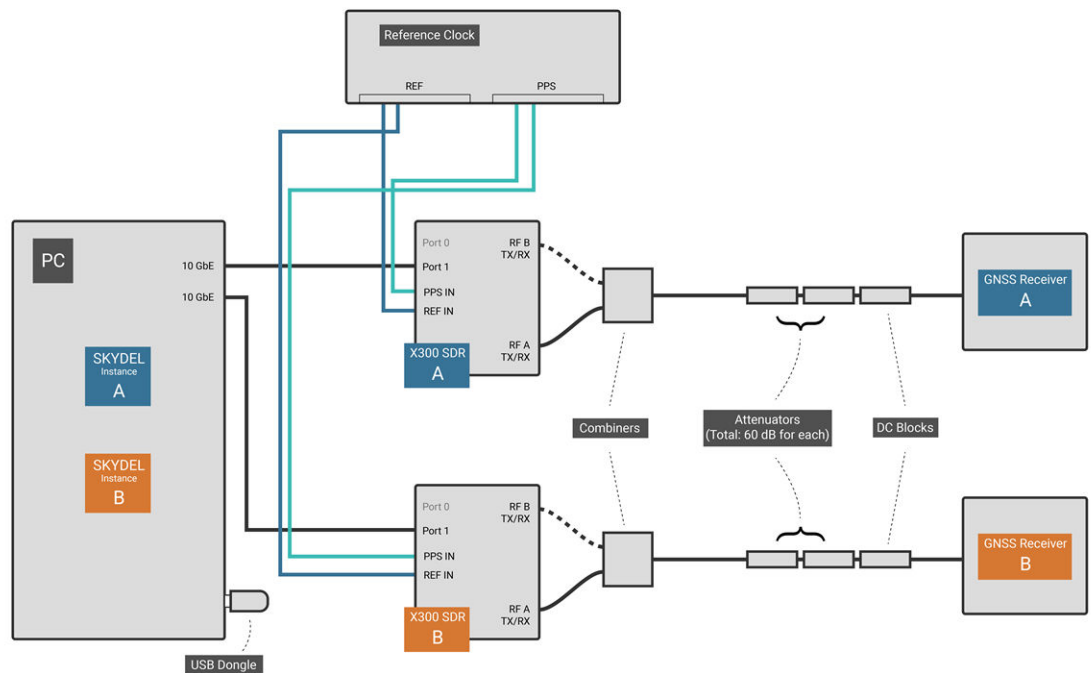 Reference Clock
REF
PPS
PC
10 GbE
10 GbE
SKYDEL
Instance
A
SKYDEL
Instance
B
USB Dongle
Port 0
Port 1
PPS IN
REF IN
RF B
TX/RX
RF A
TX/RX
X300 SDR
A
Port 0
Port 1
PPS IN
REF IN
RF B
TX/RX
RF A
TX/RX
X300 SDR
B
Combiners
Attenuators
(Total: 60 dB for each)
DC Blocks
GNSS Receiver
A
GNSS Receiver
B